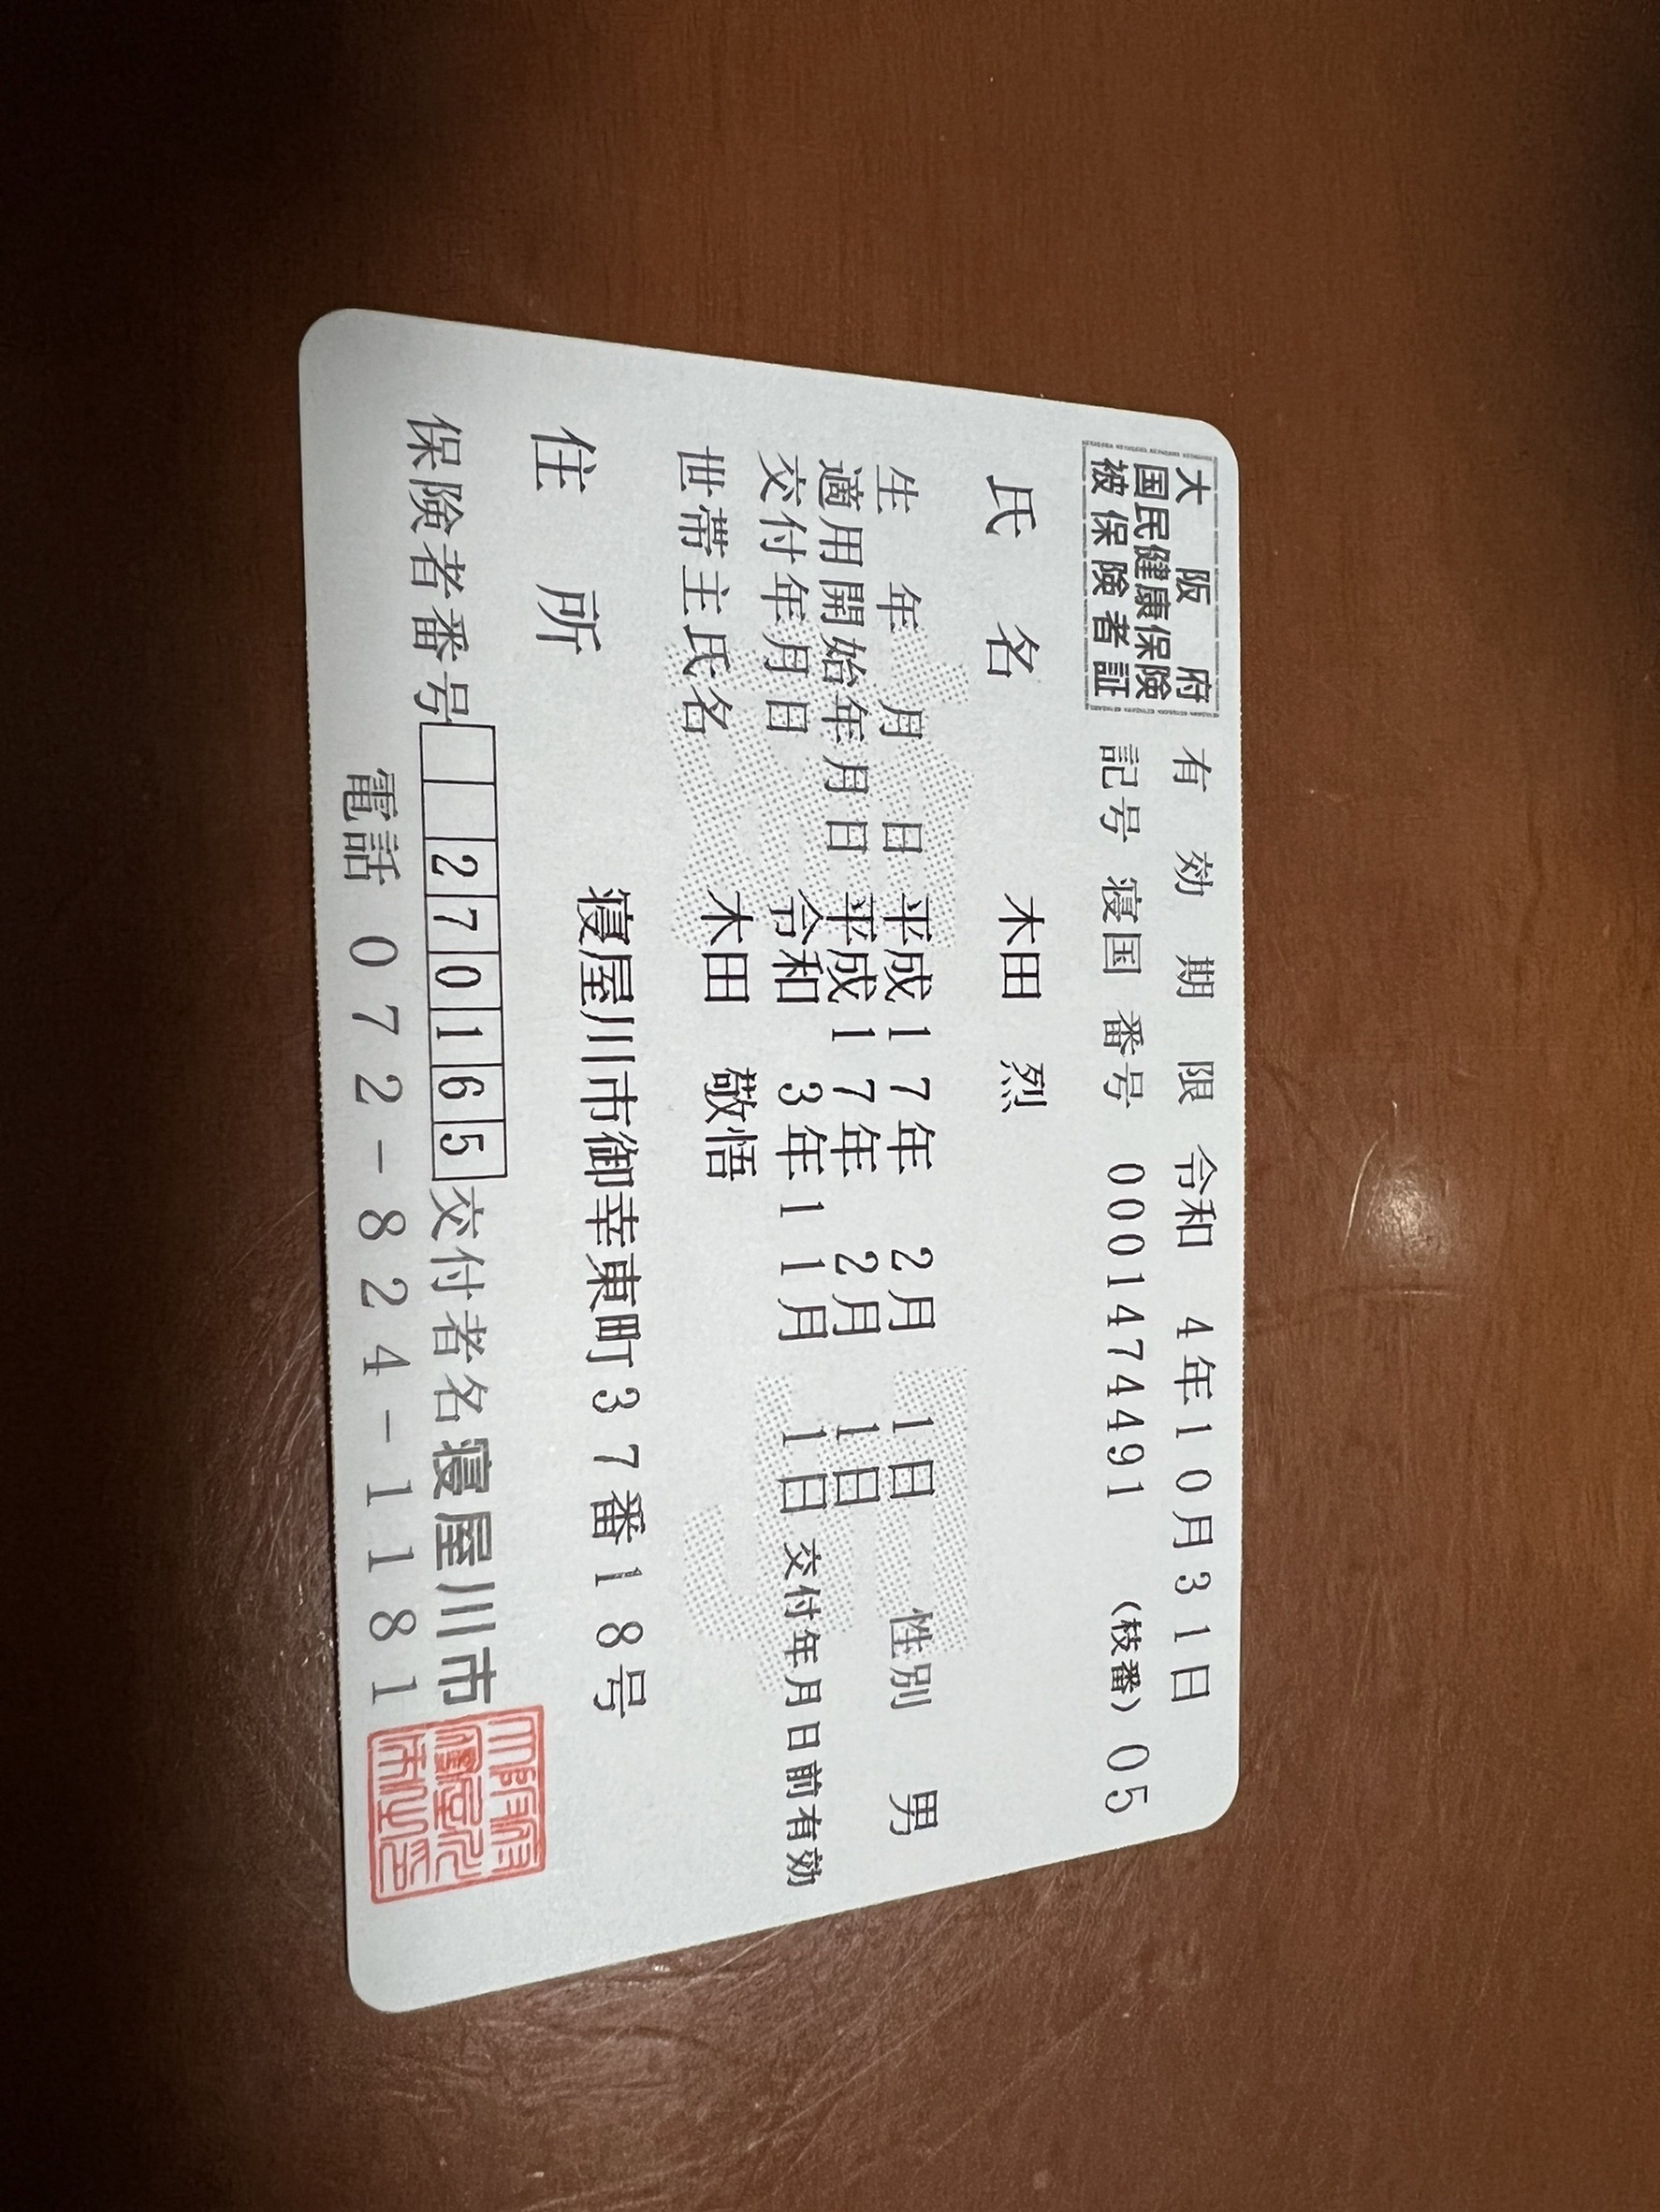 大阪府
国民健康保険
被保険者証
有効期限 令和 4年10月31日
記号 寝国 番号 0001474491 (枝番) 05
氏名 木田 烈
生年月日 平成17年 2月 1日 性別 男
適用開始年月日 平成17年 2月 1日
交付年月日 令和 3年11月 1日 交付年月日前有効
世帯主氏名 木田 敬悟
住所 寝屋川市御幸東町37番18号
保険者番号 270165 交付者名 寝屋川市
電話 072-824-1181